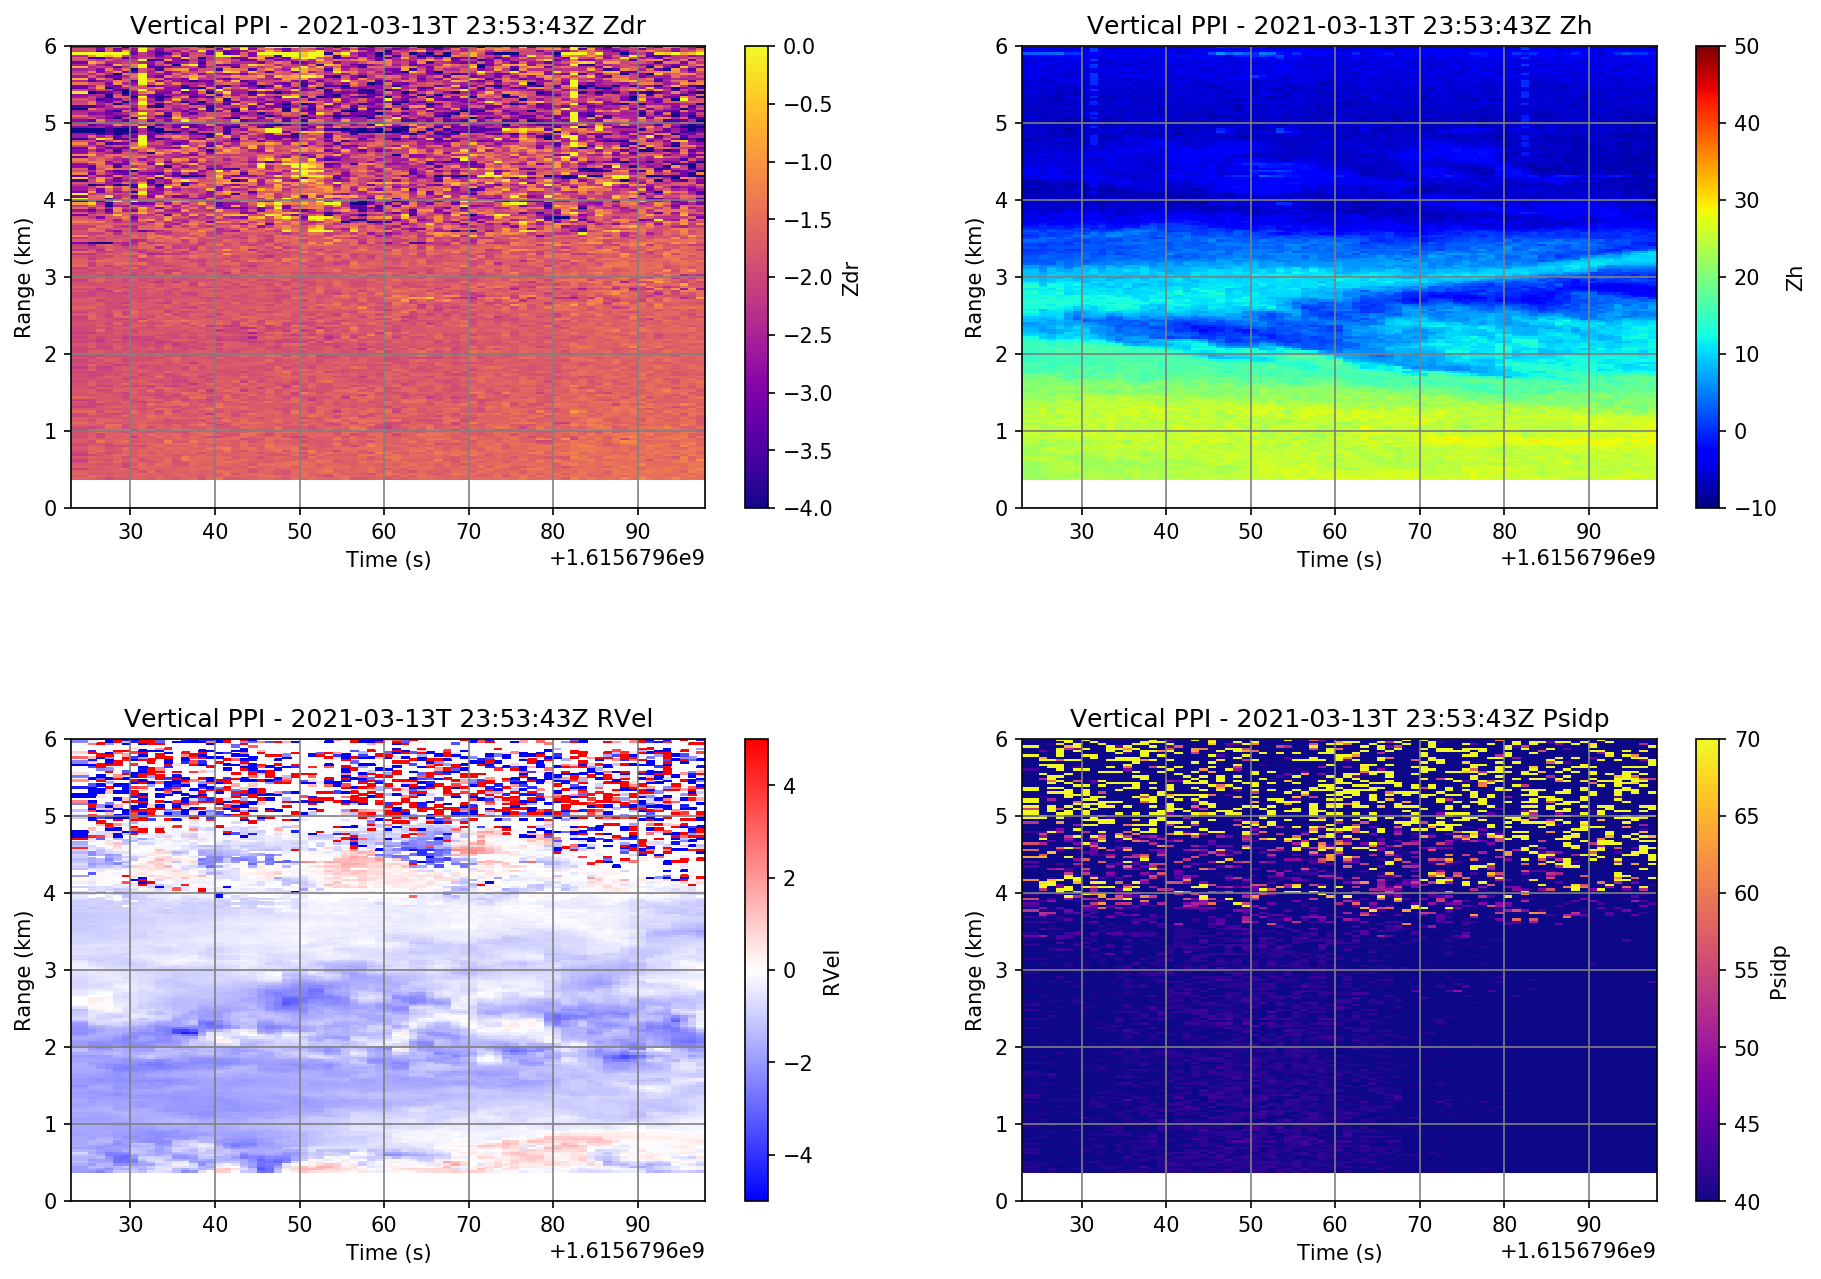 Vertical PPI - 2021-03-13T 23:53:43Z Zdr
6
5
4
3
2
1
0
Range (km)
30 40 50 60 70 80 90
Time (s)
+1.6156796e9
0.0
−0.5
−1.0
−1.5
−2.0
−2.5
−3.0
−3.5
−4.0
Zdr
Vertical PPI - 2021-03-13T 23:53:43Z Zh
6
5
4
3
2
1
0
Range (km)
30 40 50 60 70 80 90
Time (s)
+1.6156796e9
50
40
30
20
10
0
−10
Zh
Vertical PPI - 2021-03-13T 23:53:43Z RVel
6
5
4
3
2
1
0
Range (km)
30 40 50 60 70 80 90
Time (s)
+1.6156796e9
4
2
0
−2
−4
RVel
Vertical PPI - 2021-03-13T 23:53:43Z Psidp
6
5
4
3
2
1
0
Range (km)
30 40 50 60 70 80 90
Time (s)
+1.6156796e9
70
65
60
55
50
45
40
Psidp